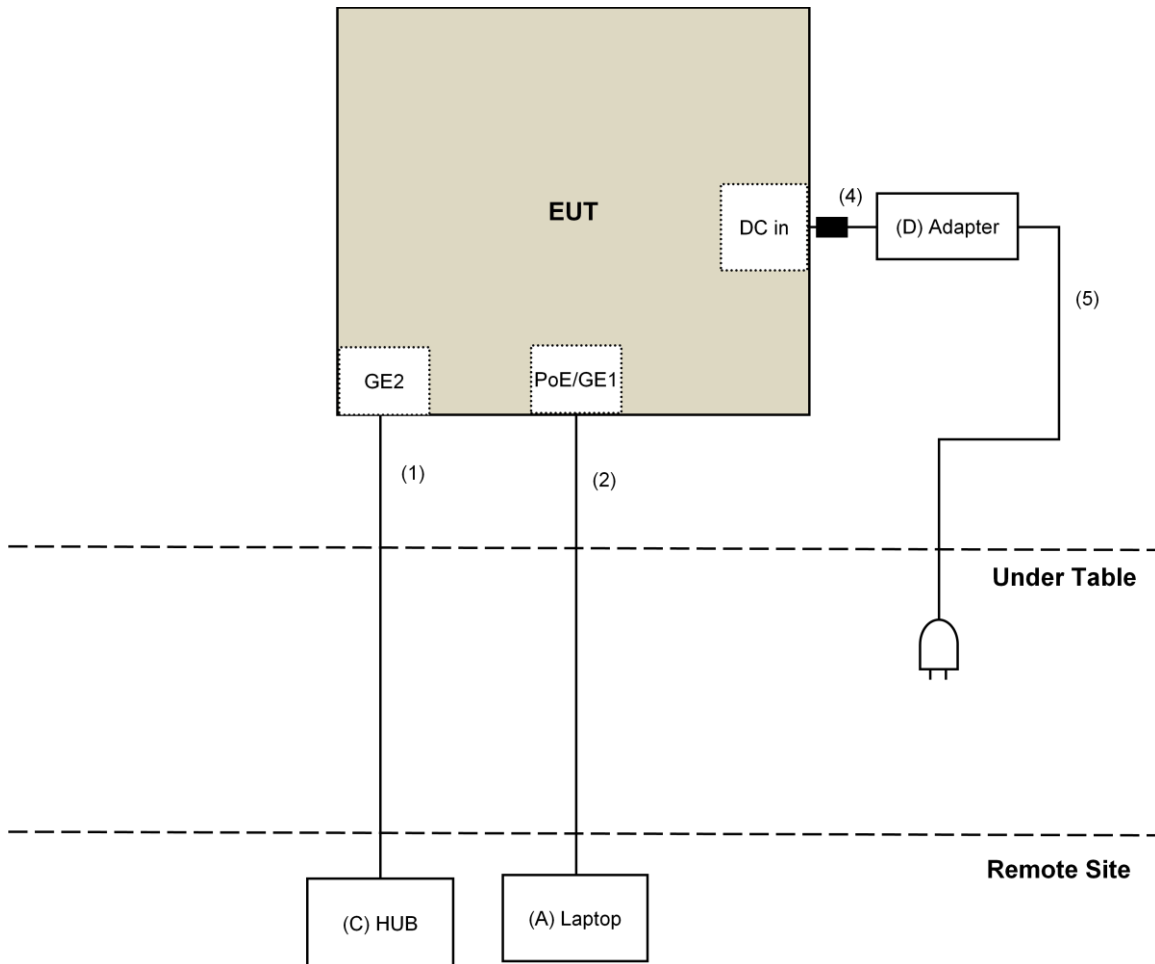 EUT
(4)
DC in
(D) Adapter
(5)
GE2
PoE/GE1
(1)
(2)
Under Table
Remote Site
(C) HUB
(A) Laptop